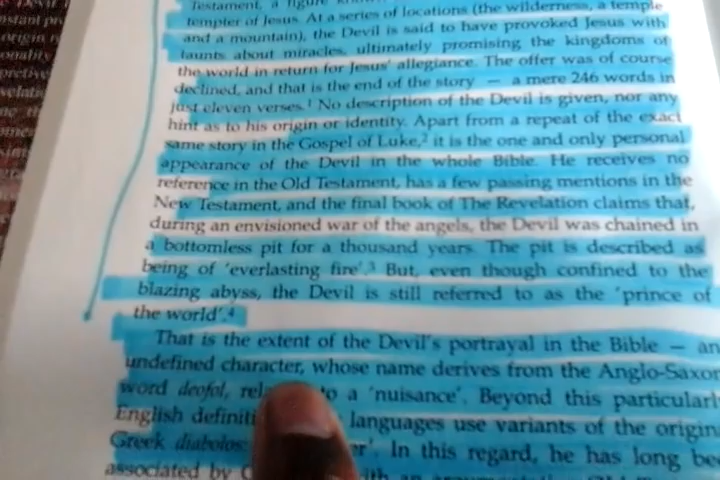 Testament, a figure
tempter of Jesus. At a series of locations (the wilderness, a temple
and a mountain), the Devil is said to have provoked Jesus with
taunts about miracles, ultimately promising the kingdoms of
the world in return for Jesus' allegiance. The offer was of course
declined, and that is the end of the story — a mere 246 words in
just eleven verses.¹ No description of the Devil is given, nor any
hint as to his origin or identity. Apart from a repeat of the exact
same story in the Gospel of Luke,² it is the one and only personal
appearance of the Devil in the whole Bible. He receives no
reference in the Old Testament, has a few passing mentions in the
New Testament, and the final book of The Revelation claims that,
during an envisioned war of the angels, the Devil was chained in
a bottomless pit for a thousand years. The pit is described as
being of 'everlasting fire'.³ But, even though confined to the
blazing abyss, the Devil is still referred to as the 'prince of
the world'.⁴
That is the extent of the Devil's portrayal in the Bible — an
undefined character, whose name derives from the Anglo-Saxon
word deofol, to a 'nuisance'. Beyond this particularl
English definiti languages use variants of the origin
Greek diabolos In this regard, he has long be
associated by